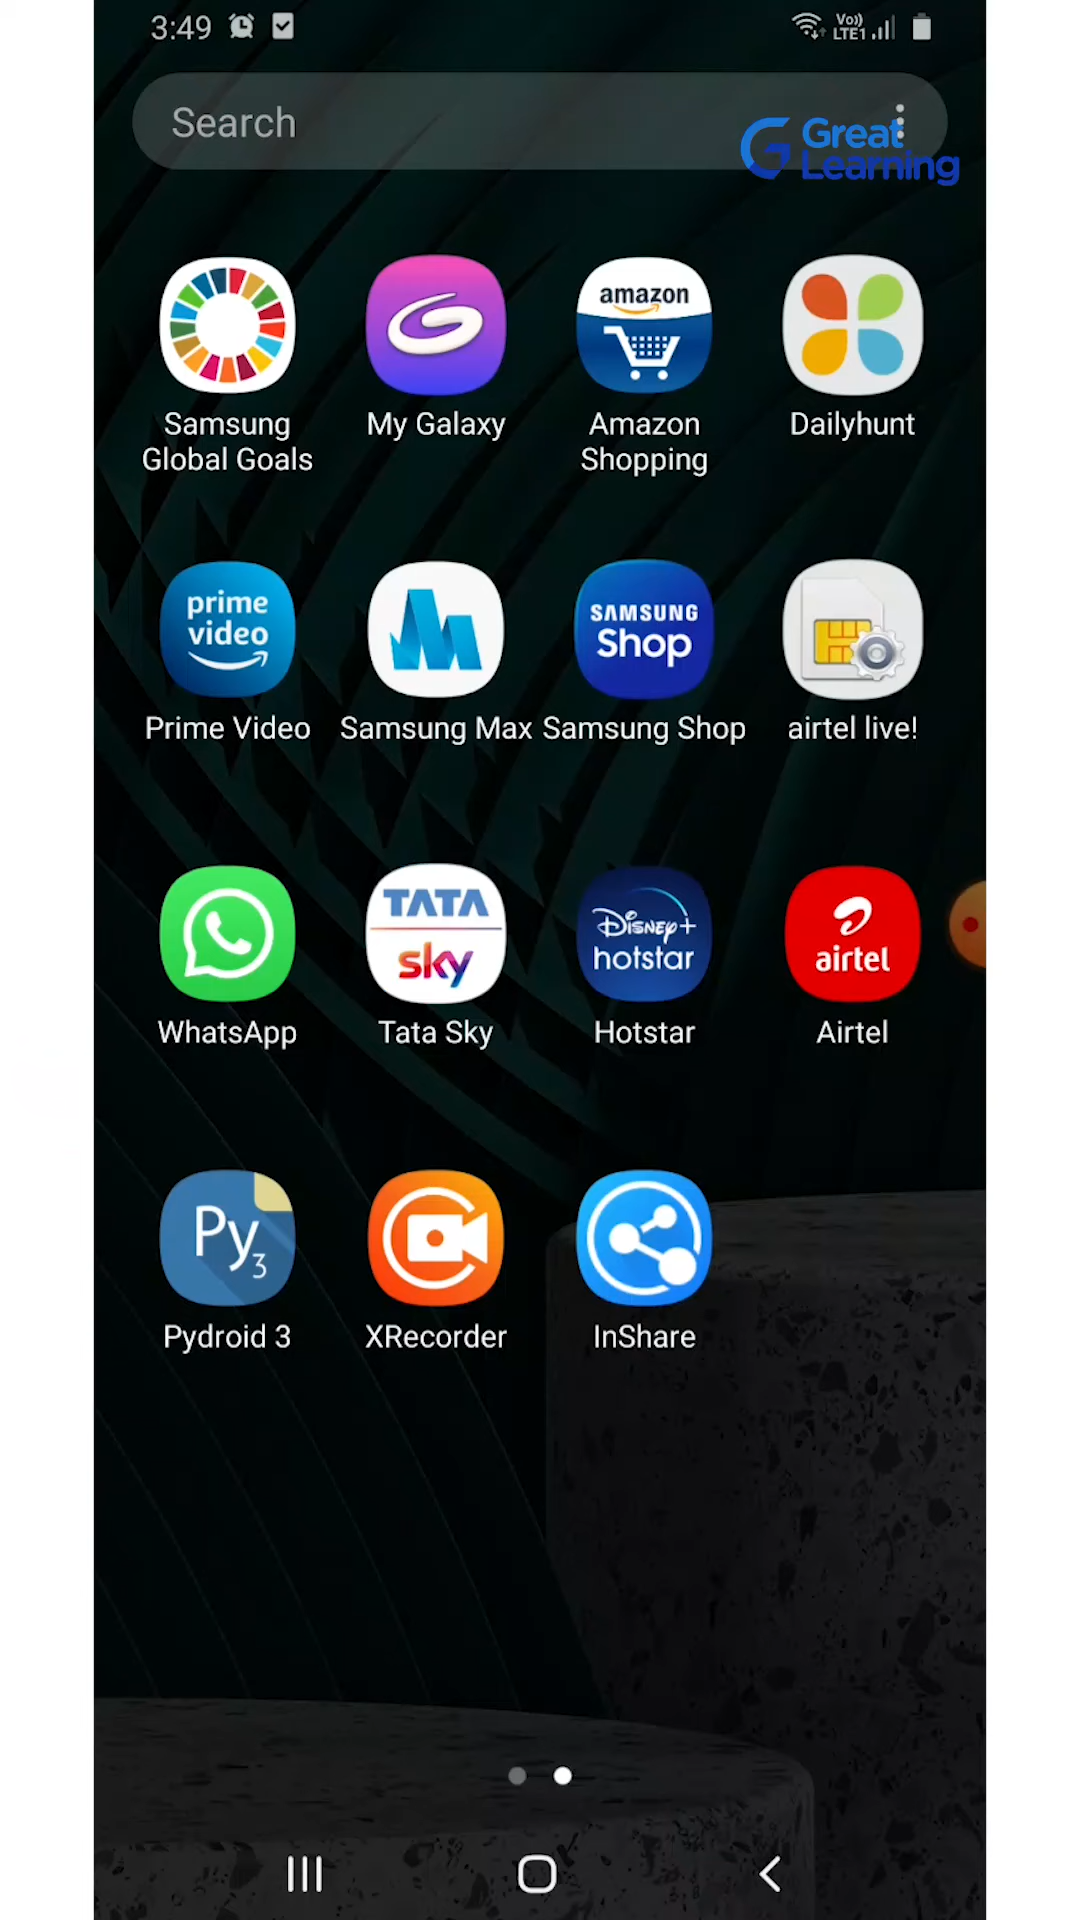 3:49
Vo))
LTE1
Search
Great
Learning
amazon
Samsung
Global Goals
My Galaxy
Amazon
Shopping
Dailyhunt
prime
video
SAMSUNG
Shop
Prime Video
Samsung Max
Samsung Shop
airtel live!
TATA
sky
Disney+
hotstar
airtel
WhatsApp
Tata Sky
Hotstar
Airtel
Py3
Pydroid 3
XRecorder
InShare